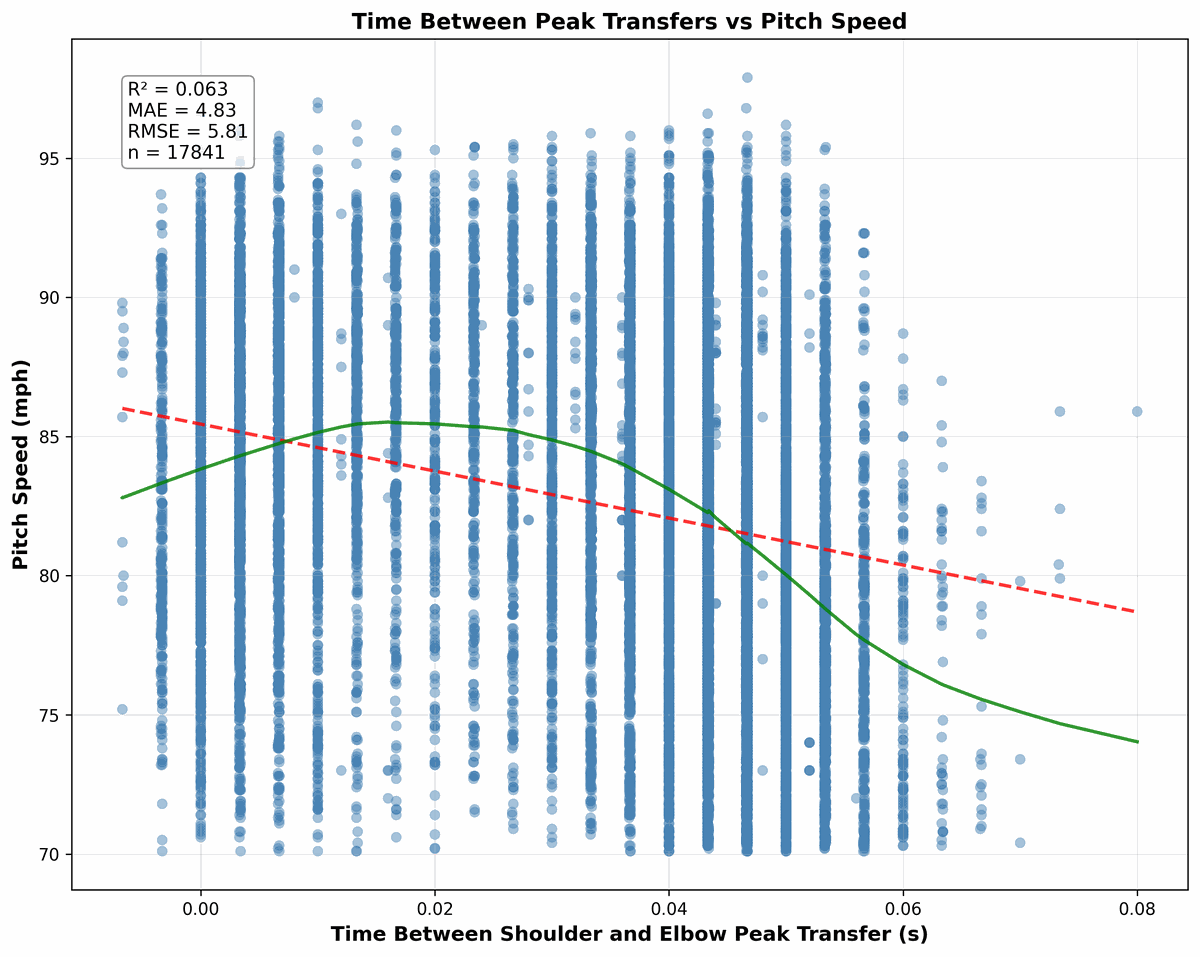 Time Between Peak Transfers vs Pitch Speed
R² = 0.063
MAE = 4.83
RMSE = 5.81
n = 17841
Pitch Speed (mph)
95
90
85
80
75
70
0.00 0.02 0.04 0.06 0.08
Time Between Shoulder and Elbow Peak Transfer (s)